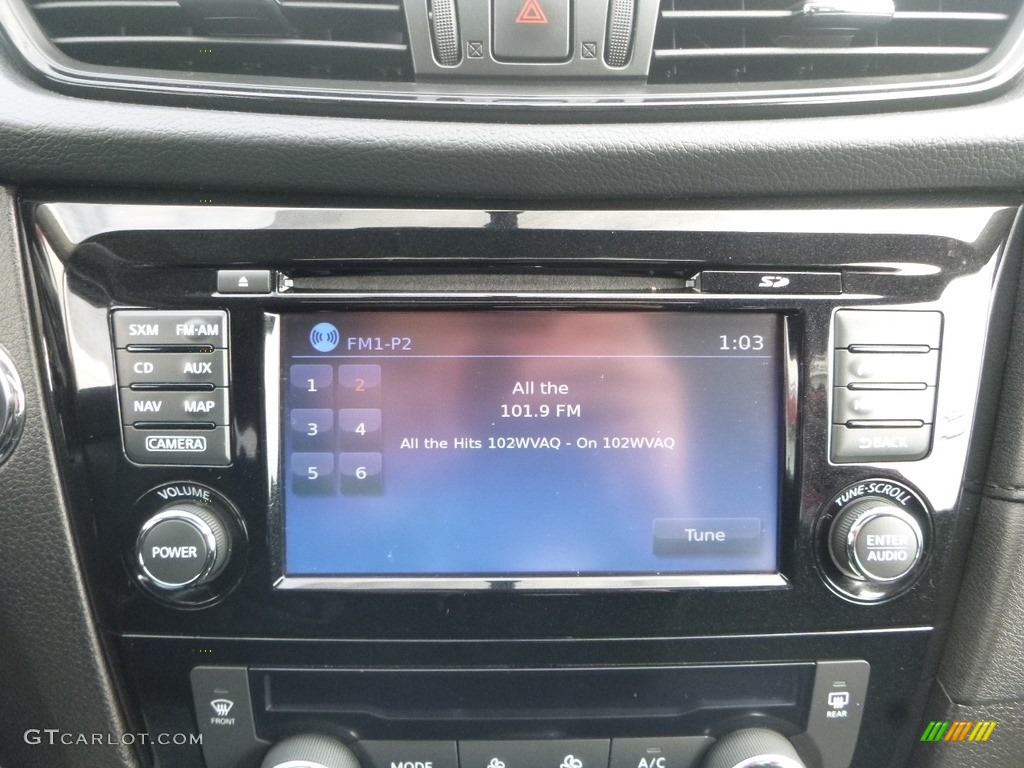 SD
SXM FM-AM
CD AUX
NAV MAP
CAMERA
VOLUME
POWER
FM1-P2 1:03
1 2
3 4
5 6
All the
101.9 FM
All the Hits 102WVAQ - On 102WVAQ
Tune
BACK
TUNE·SCROLL
ENTER
AUDIO
FRONT
REAR
MODE
A/C
GTCARLOT.COM